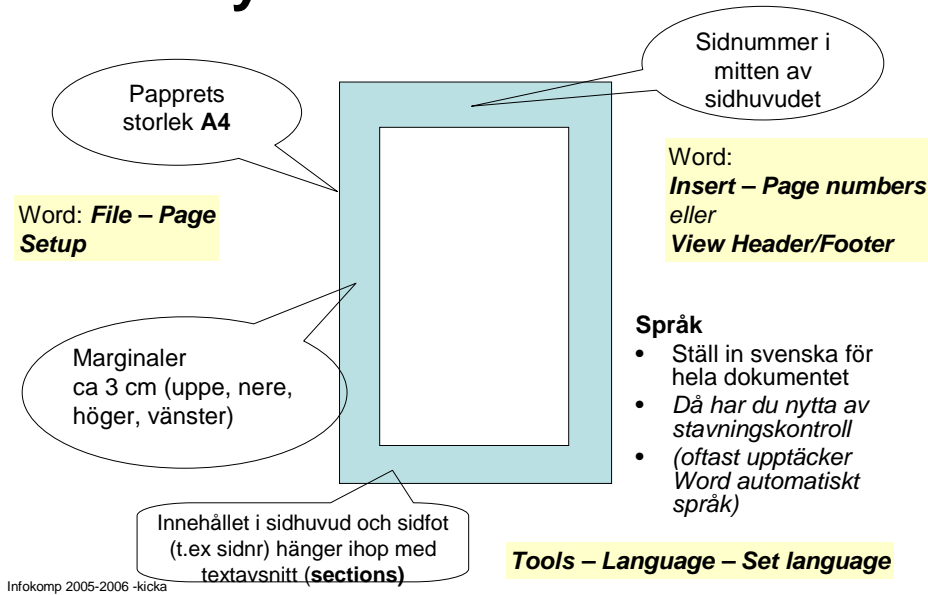 Sidnummer i
mitten av
sidhuvudet
Papprets
storlek A4
Word:
Insert – Page numbers
eller
View Header/Footer
Word: File – Page
Setup
Marginaler
ca 3 cm (uppe, nere,
höger, vänster)
Språk
• Ställ in svenska för
hela dokumentet
• Då har du nytta av
stavningskontroll
• (oftast upptäcker
Word automatiskt
språk)
Innehållet i sidhuvud och sidfot
(t.ex sidnr) hänger ihop med
textavsnitt (sections)
Tools – Language – Set language
Infokomp 2005-2006 -kicka